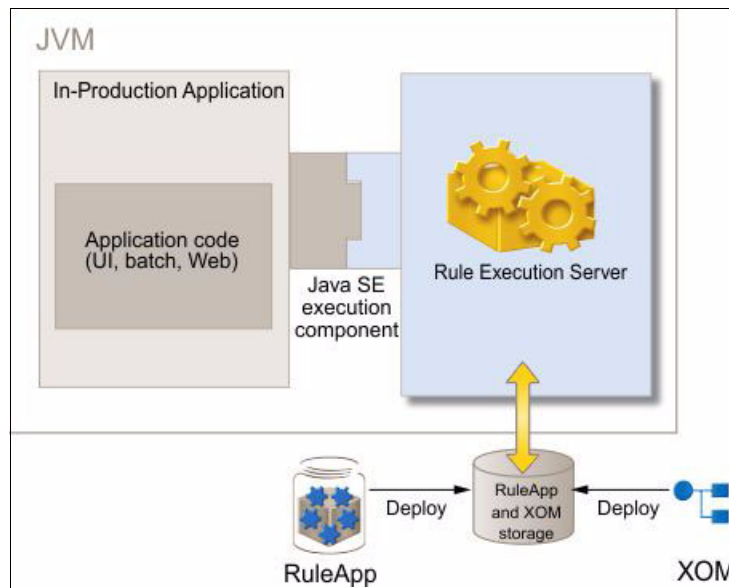 JVM
In-Production Application
Application code
(UI, batch, Web)
Java SE
execution
component
Rule Execution Server
RuleApp
and XOM
storage
Deploy
Deploy
RuleApp
XOM